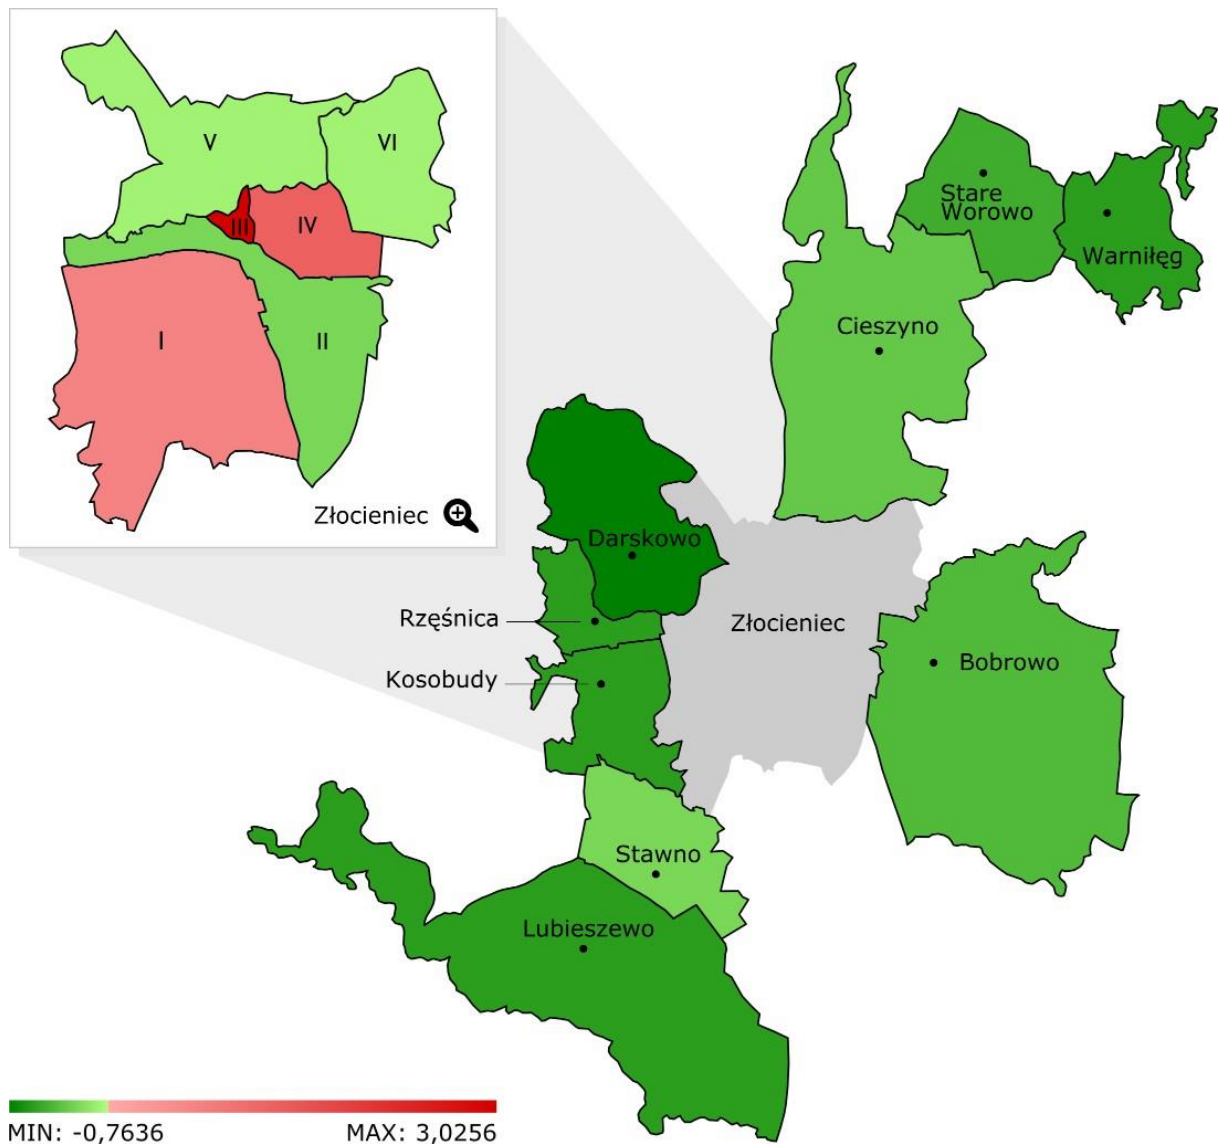 V
VI
III
IV
I
II
Złocieniec
Stare
Worowo
Warniłęg
Cieszyno
Darskowo
Rzęśnica
Złocieniec
Kosobudy
Bobrowo
Stawno
Lubieszewo
MIN: -0,7636
MAX: 3,0256